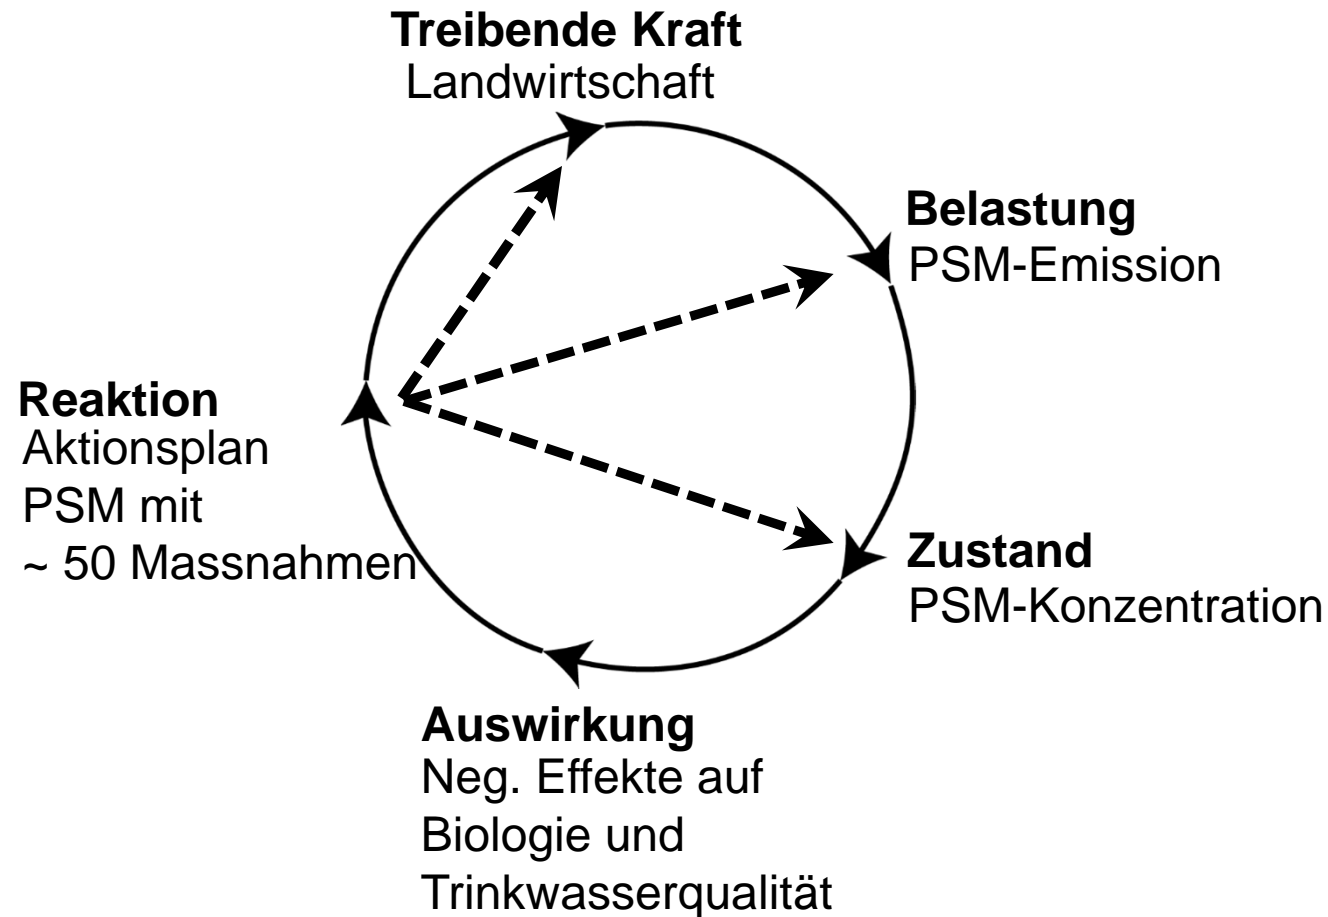 Treibende Kraft
Landwirtschaft
Belastung
PSM-Emission
Reaktion
Aktionsplan
PSM mit
~ 50 Massnahmen
Zustand
PSM-Konzentration
Auswirkung
Neg. Effekte auf
Biologie und
Trinkwasserqualität